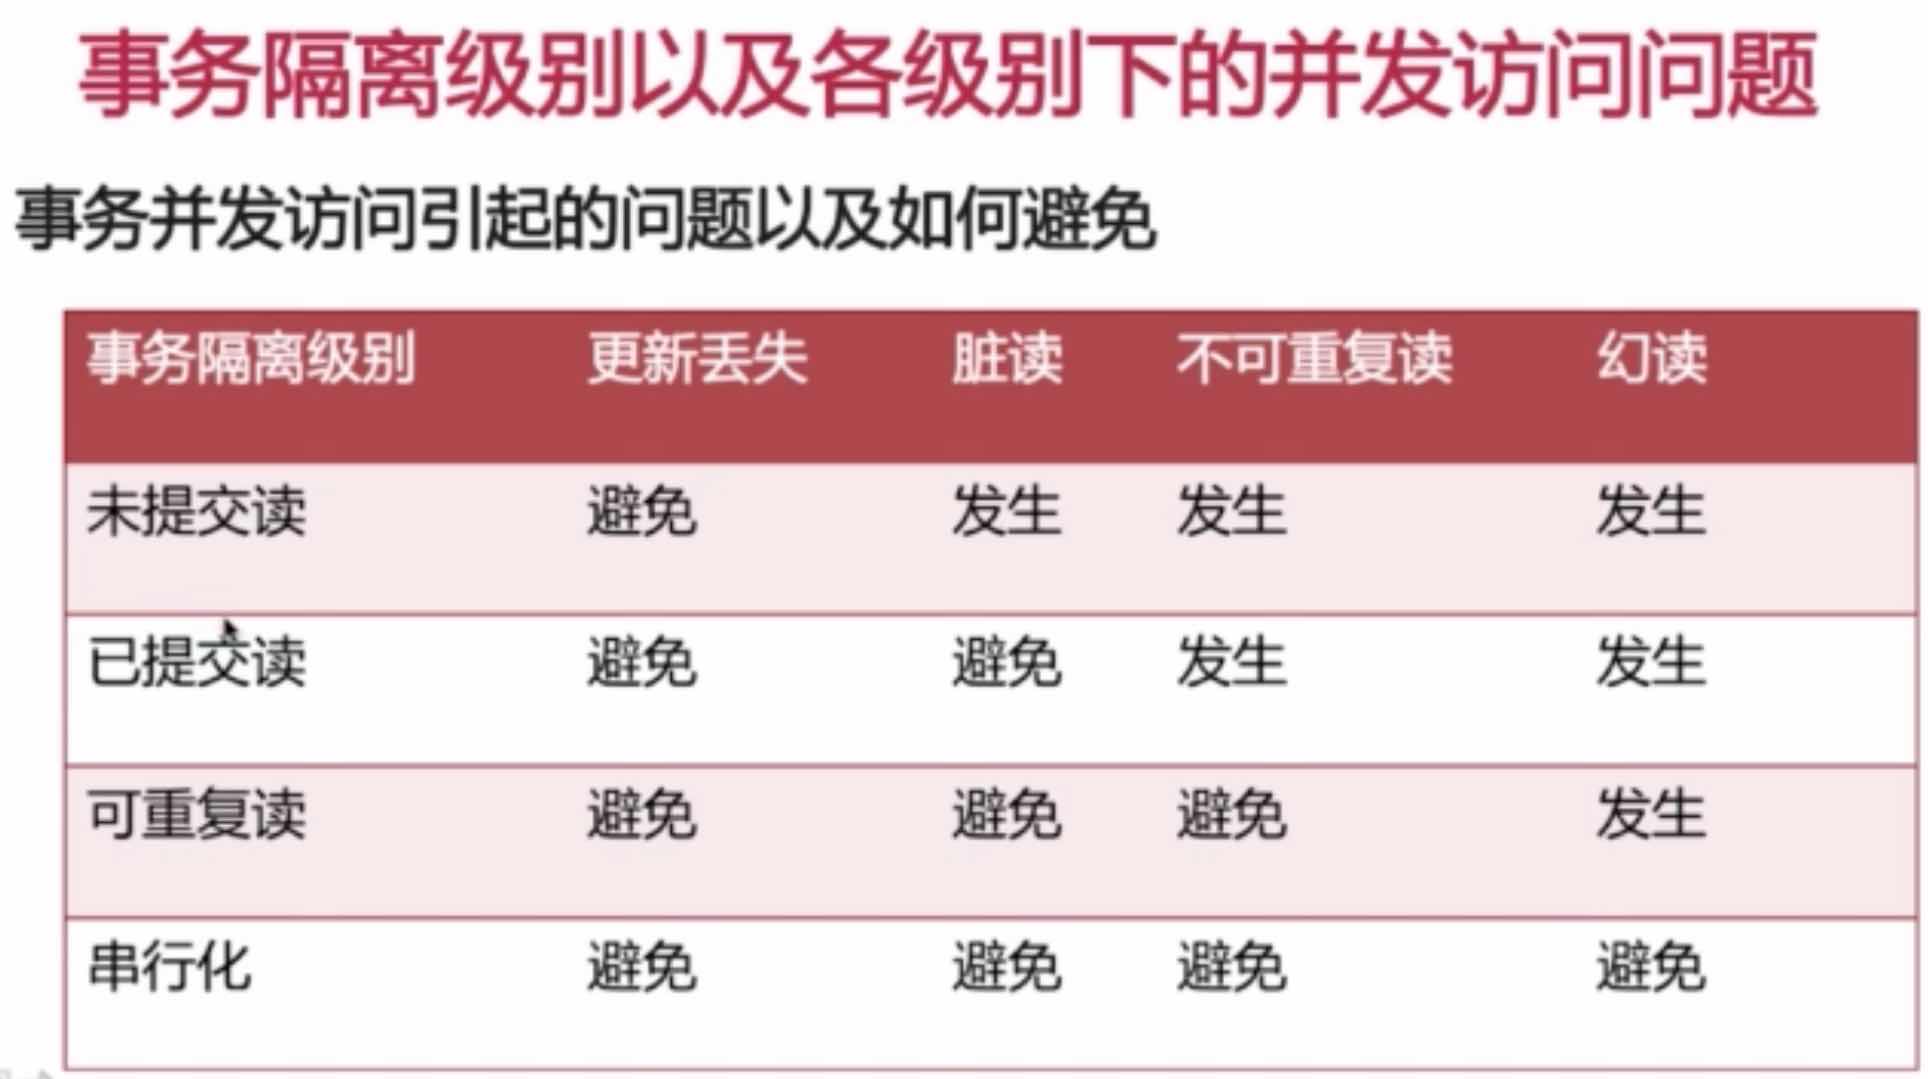 事务隔离级别以及各级别下的并发访问问题
事务并发访问引起的问题以及如何避免
事务隔离级别 更新丢失 脏读 不可重复读 幻读
未提交读 避免 发生 发生 发生
已提交读 避免 避免 发生 发生
可重复读 避免 避免 避免 发生
串行化 避免 避免 避免 避免